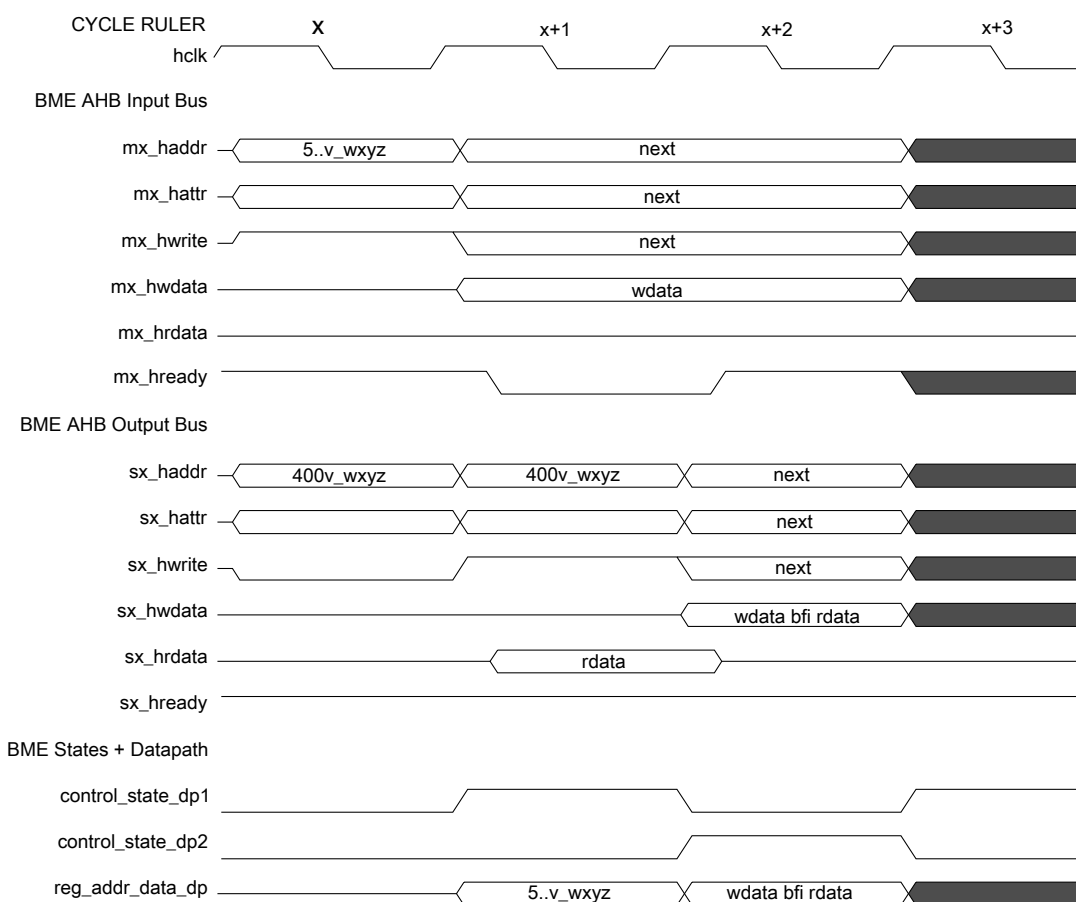 CYCLE RULER x x+1 x+2 x+3
hclk
BME AHB Input Bus
mx_haddr 5..v_wxyz next
mx_hattr next
mx_hwrite next
mx_hwdata wdata
mx_hrdata
mx_hready
BME AHB Output Bus
sx_haddr 400v_wxyz 400v_wxyz next
sx_hattr next
sx_hwrite next
sx_hwdata wdata bfi rdata
sx_hrdata rdata
sx_hready
BME States + Datapath
control_state_dp1
control_state_dp2
reg_addr_data_dp 5..v_wxyz wdata bfi rdata